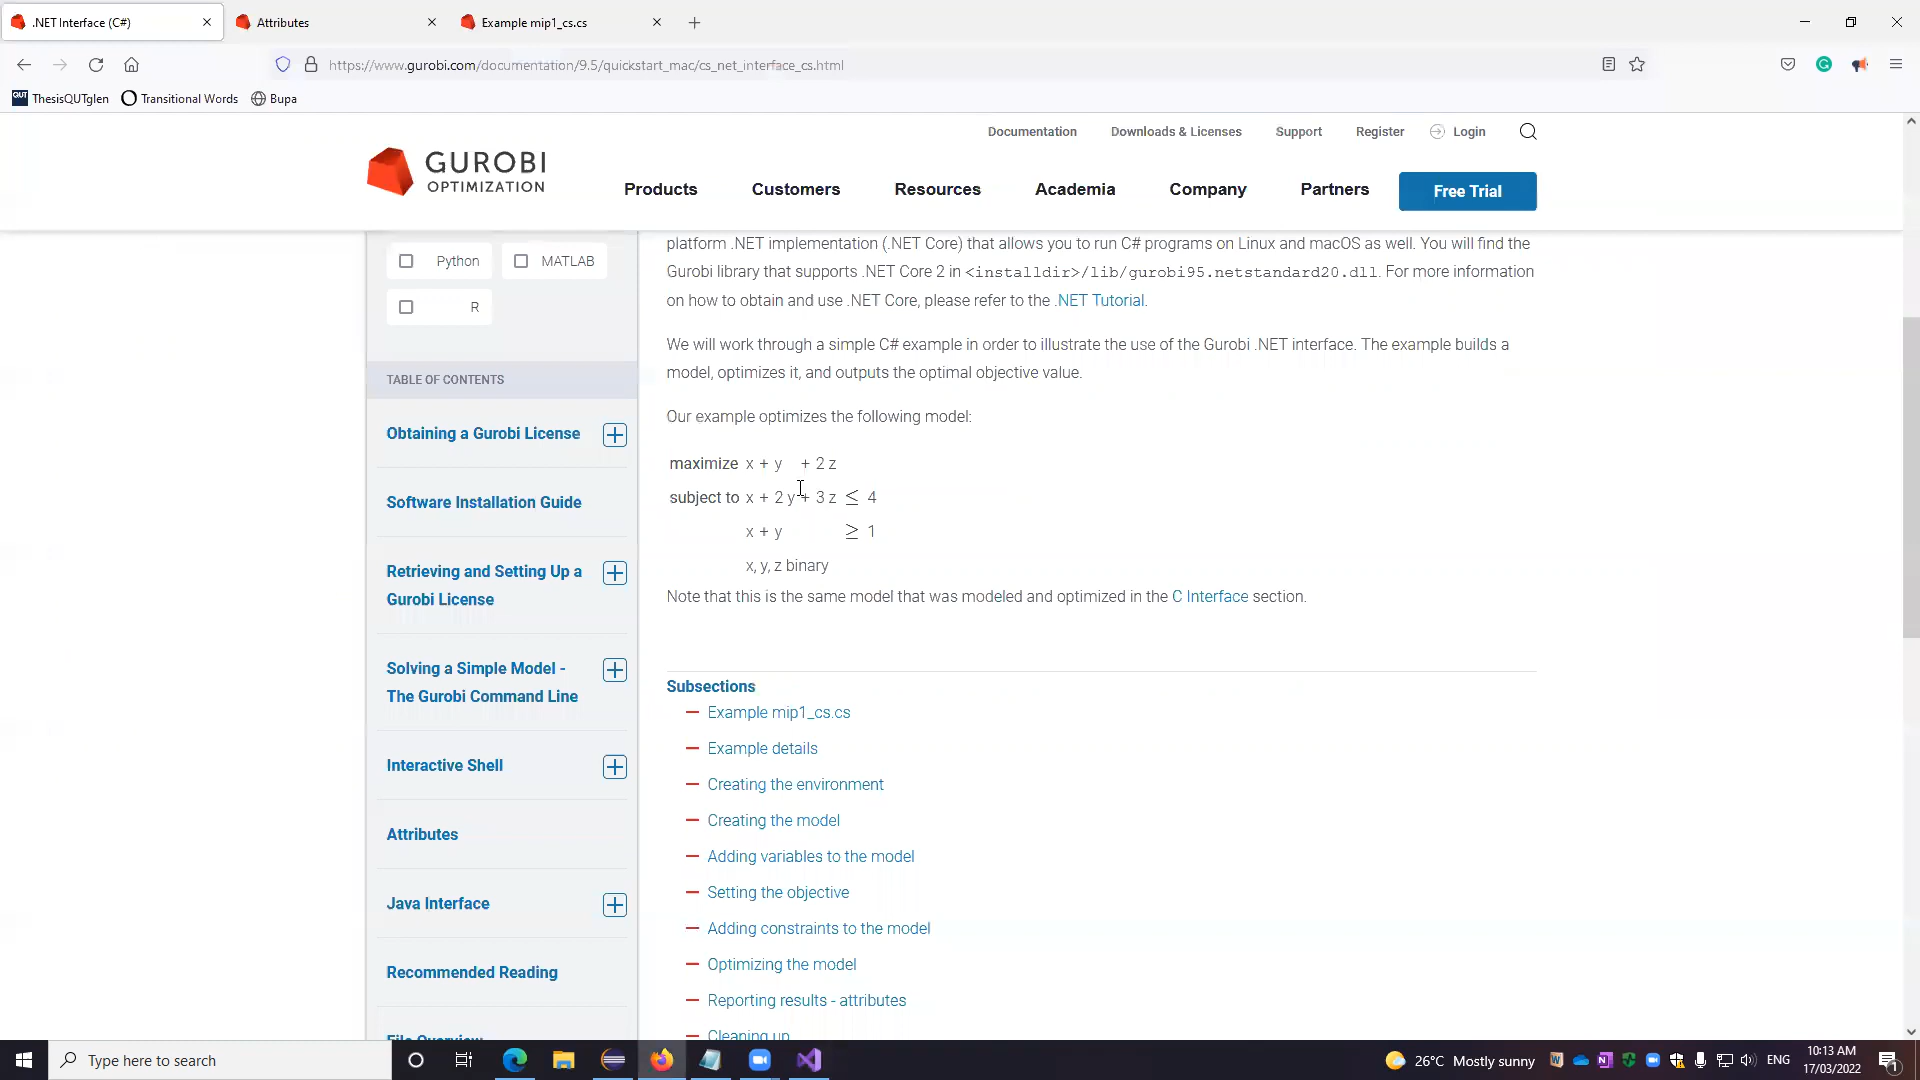 .NET Interface (C#)
Attributes
Example mip1_cs.cs
https://www.gurobi.com/documentation/9.5/quickstart_mac/cs_net_interface_cs.html
QUT ThesisQUTglen
Transitional Words
Bupa
Documentation
Downloads & Licenses
Support
Register
Login
GUROBI
OPTIMIZATION
Products
Customers
Resources
Academia
Company
Partners
Free Trial
Python
MATLAB
R
TABLE OF CONTENTS
Obtaining a Gurobi License
Software Installation Guide
Retrieving and Setting Up a
Gurobi License
Solving a Simple Model -
The Gurobi Command Line
Interactive Shell
Attributes
Java Interface
Recommended Reading
File Overview
platform .NET implementation (.NET Core) that allows you to run C# programs on Linux and macOS as well. You will find the
Gurobi library that supports .NET Core 2 in <installdir>/lib/gurobi95.netstandard20.dll. For more information
on how to obtain and use .NET Core, please refer to the .NET Tutorial.
We will work through a simple C# example in order to illustrate the use of the Gurobi .NET interface. The example builds a
model, optimizes it, and outputs the optimal objective value.
Our example optimizes the following model:
maximize x + y + 2 z
subject to x + 2 y + 3 z ≤ 4
x + y ≥ 1
x, y, z binary
Note that this is the same model that was modeled and optimized in the C Interface section.
Subsections
Example mip1_cs.cs
Example details
Creating the environment
Creating the model
Adding variables to the model
Setting the objective
Adding constraints to the model
Optimizing the model
Reporting results - attributes
Cleaning up
Type here to search
26°C Mostly sunny
ENG
10:13 AM
17/03/2022
1